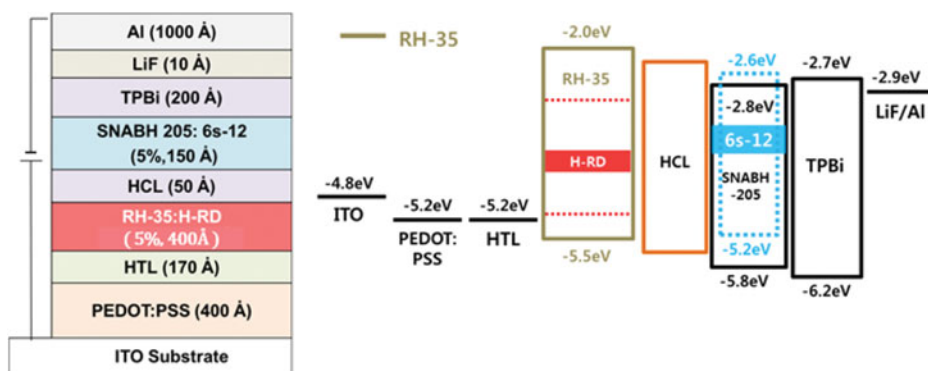 Al (1000 Å)
LiF (10 Å)
TPBi (200 Å)
SNABH 205: 6s-12
(5%,150 Å)
HCL (50 Å)
RH-35:H-RD
(5%, 400Å)
HTL (170 Å)
PEDOT:PSS (400 Å)
ITO Substrate
RH-35
-4.8eV
ITO
-5.2eV
PEDOT:
PSS
-5.2eV
HTL
-2.0eV
RH-35
H-RD
-5.5eV
HCL
-2.6eV
-2.8eV
6s-12
SNABH
-205
-5.2eV
-5.8eV
-2.7eV
TPBi
-6.2eV
-2.9eV
LiF/Al